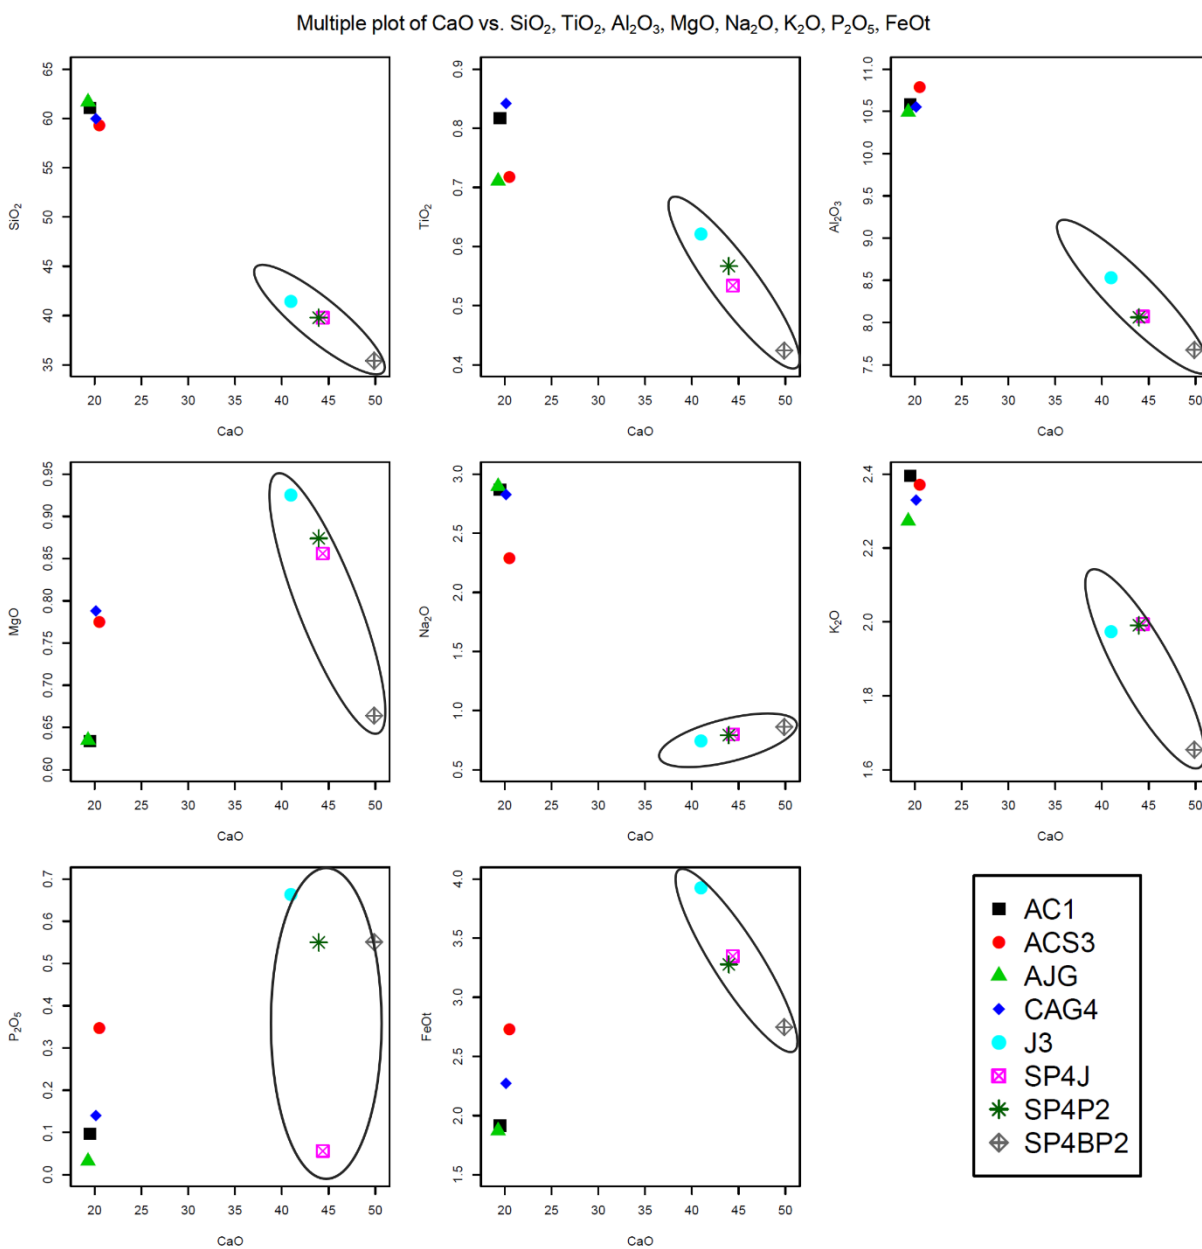 Multiple plot of CaO vs. SiO₂, TiO₂, Al₂O₃, MgO, Na₂O, K₂O, P₂O₅, FeOt
65
60
55
50
45
40
35
SiO₂
20 25 30 35 40 45 50
CaO
0.9
0.8
0.7
0.6
0.5
0.4
TiO₂
20 25 30 35 40 45 50
CaO
11.0
10.5
10.0
9.5
9.0
8.5
8.0
7.5
Al₂O₃
20 25 30 35 40 45 50
CaO
0.95
0.90
0.85
0.80
0.75
0.70
0.65
0.60
MgO
20 25 30 35 40 45 50
CaO
3.0
2.5
2.0
1.5
1.0
0.5
Na₂O
20 25 30 35 40 45 50
CaO
2.4
2.2
2.0
1.8
1.6
K₂O
20 25 30 35 40 45 50
CaO
0.7
0.6
0.5
0.4
0.3
0.2
0.1
0.0
P₂O₅
20 25 30 35 40 45 50
CaO
4.0
3.5
3.0
2.5
2.0
1.5
FeOt
20 25 30 35 40 45 50
CaO
AC1
ACS3
AJG
CAG4
J3
SP4J
SP4P2
SP4BP2